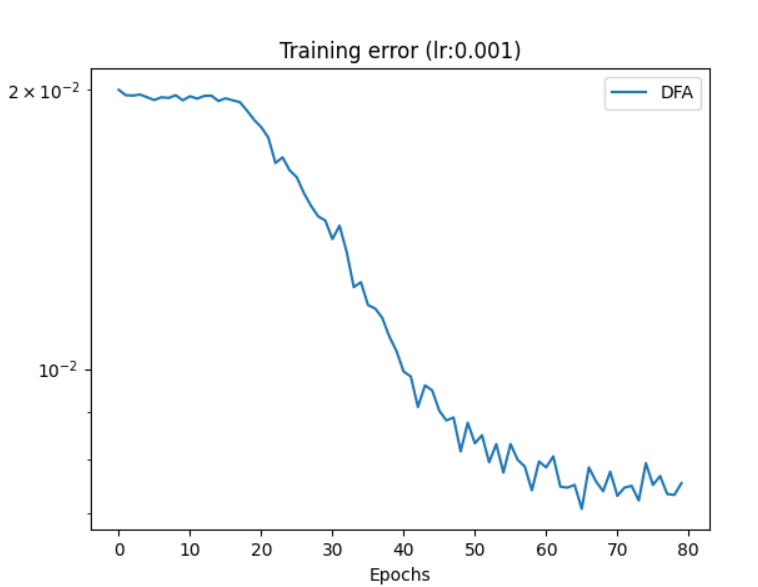 Training error (lr:0.001)
DFA
2 × 10⁻²
10⁻²
0 10 20 30 40 50 60 70 80
Epochs